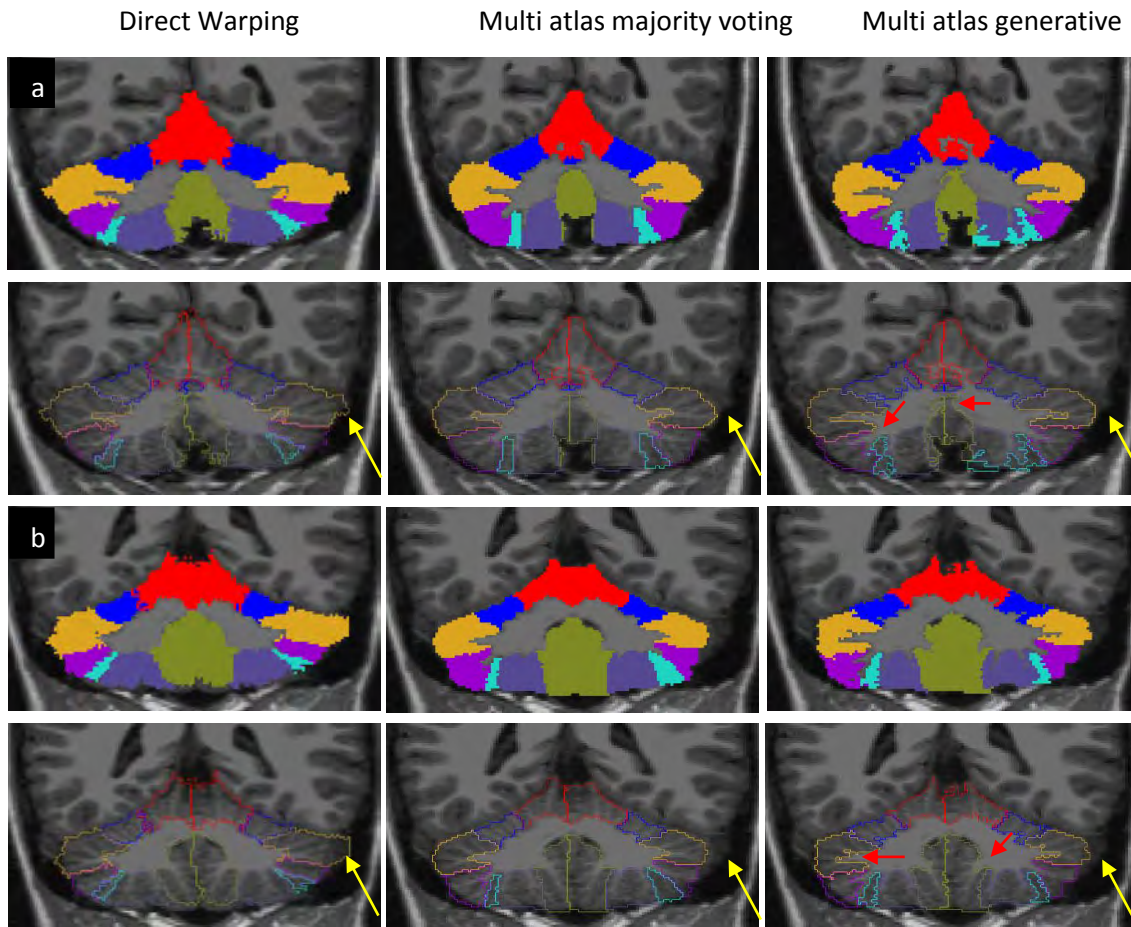 Direct Warping
Multi atlas majority voting
Multi atlas generative
a
b